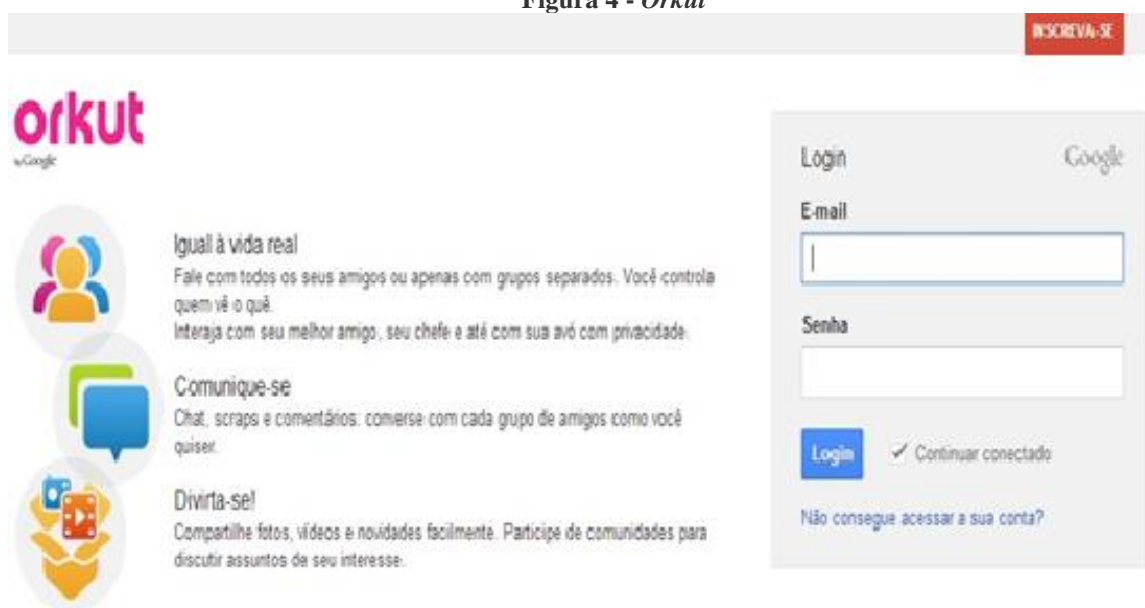 Figura 4 - Orkut
INSCREVA-SE
orkut
by Google
Igual à vida real
Fale com todos os seus amigos ou apenas com grupos separados. Você controla
quem vê o quê.
Interaja com seu melhor amigo, seu chefe e até com sua avó com privacidade.
Comunique-se
Chat, scraps e comentários: converse com cada grupo de amigos como você
quiser.
Divirta-se!
Compartilhe fotos, vídeos e novidades facilmente. Participe de comunidades para
discutir assuntos de seu interesse.
Login
Google
E-mail
Senha
Login
Continuar conectado
Não consegue acessar a sua conta?